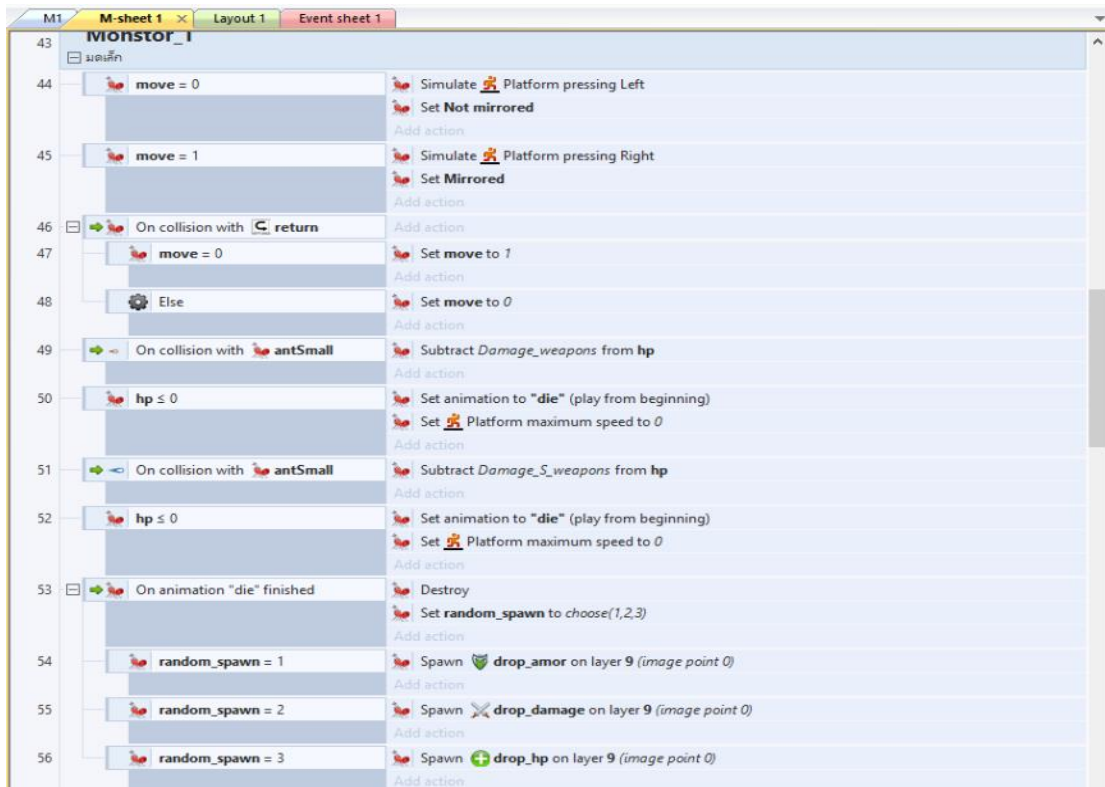 M1 M-sheet 1 Layout 1 Event sheet 1
43 Monstor_1
มดเล็ก
44 move = 0 Simulate Platform pressing Left
Set Not mirrored
Add action
45 move = 1 Simulate Platform pressing Right
Set Mirrored
Add action
46 On collision with return Add action
47 move = 0 Set move to 1
Add action
48 Else Set move to 0
Add action
49 On collision with antSmall Subtract Damage_weapons from hp
Add action
50 hp ≤ 0 Set animation to "die" (play from beginning)
Set Platform maximum speed to 0
Add action
51 On collision with antSmall Subtract Damage_S_weapons from hp
Add action
52 hp ≤ 0 Set animation to "die" (play from beginning)
Set Platform maximum speed to 0
Add action
53 On animation "die" finished Destroy
Set random_spawn to choose(1,2,3)
Add action
54 random_spawn = 1 Spawn drop_amor on layer 9 (image point 0)
Add action
55 random_spawn = 2 Spawn drop_damage on layer 9 (image point 0)
Add action
56 random_spawn = 3 Spawn drop_hp on layer 9 (image point 0)
Add action